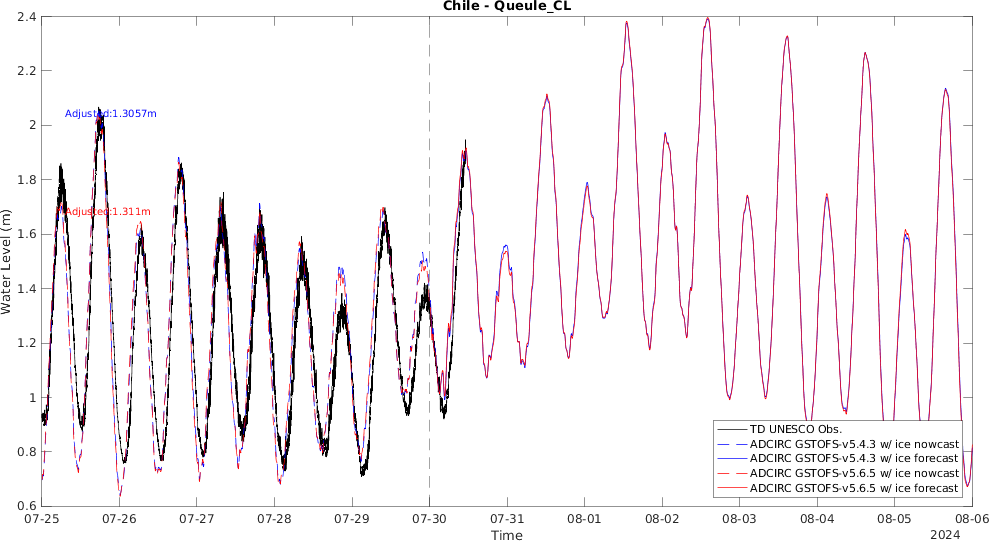 Chile - Queule_CL
2.4
2.2
2
1.8
1.6
1.4
1.2
1
0.8
0.6
Water Level (m)
Adjusted:1.3057m
Adjusted:1.311m
TD UNESCO Obs.
ADCIRC GSTOFS-v5.4.3 w/ ice nowcast
ADCIRC GSTOFS-v5.4.3 w/ ice forecast
ADCIRC GSTOFS-v5.6.5 w/ ice nowcast
ADCIRC GSTOFS-v5.6.5 w/ ice forecast
07-25 07-26 07-27 07-28 07-29 07-30 07-31 08-01 08-02 08-03 08-04 08-05 08-06
Time
2024